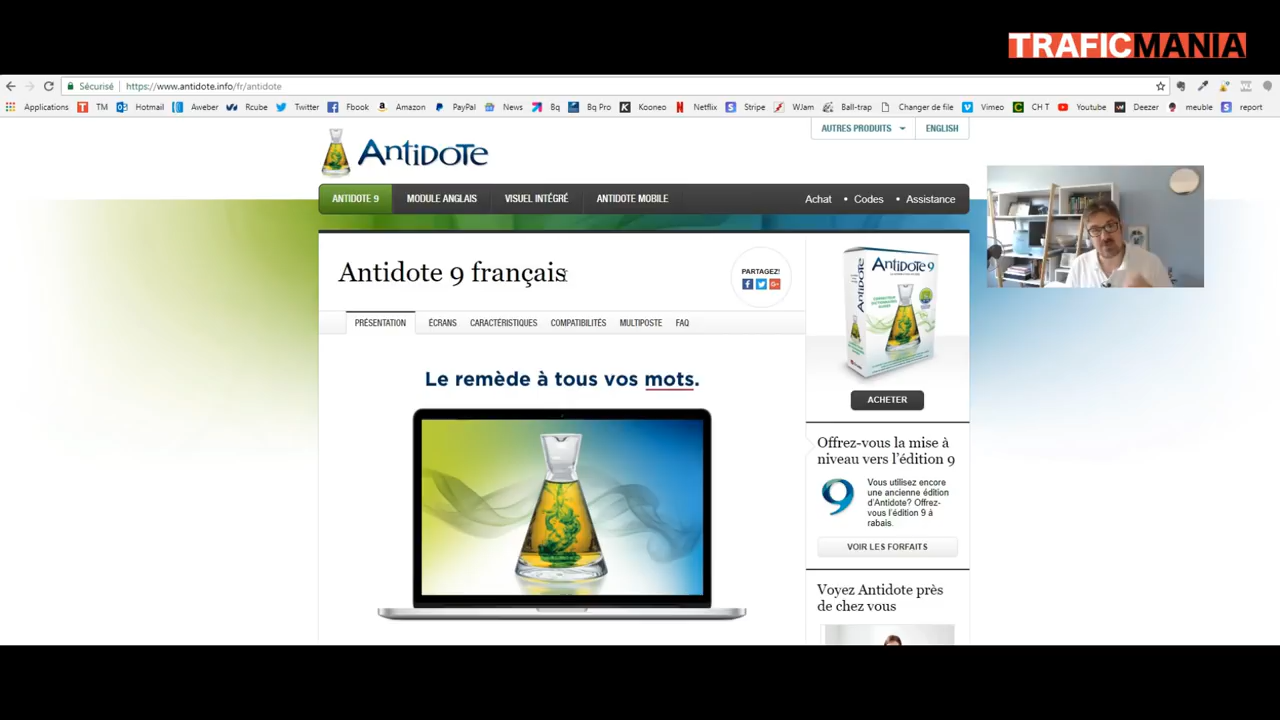 TRAFICMANIA
Sécurisé https://www.antidote.info/fr/antidote
Applications TM Hotmail Aweber Rcube Twitter Fbook Amazon PayPal News Bq Bq Pro Kooneo Netflix Stripe WJam Ball-trap Changer de file Vimeo CH T Youtube Deezer meuble report
AUTRES PRODUITS ENGLISH
ANTIDOTE
ANTIDOTE 9 MODULE ANGLAIS VISUEL INTÉGRÉ ANTIDOTE MOBILE Achat • Codes • Assistance
Antidote 9 français
PARTAGEZ!
PRÉSENTATION ÉCRANS CARACTÉRISTIQUES COMPATIBILITÉS MULTIPOSTE FAQ
Le remède à tous vos mots.
ANTIDOTE 9
ANTIDOTE
ACHETER
Offrez-vous la mise à
niveau vers l'édition 9
9
Vous utilisez encore
une ancienne édition
d'Antidote? Offrez-
vous l'édition 9 à
rabais.
VOIR LES FORFAITS
Voyez Antidote près
de chez vous